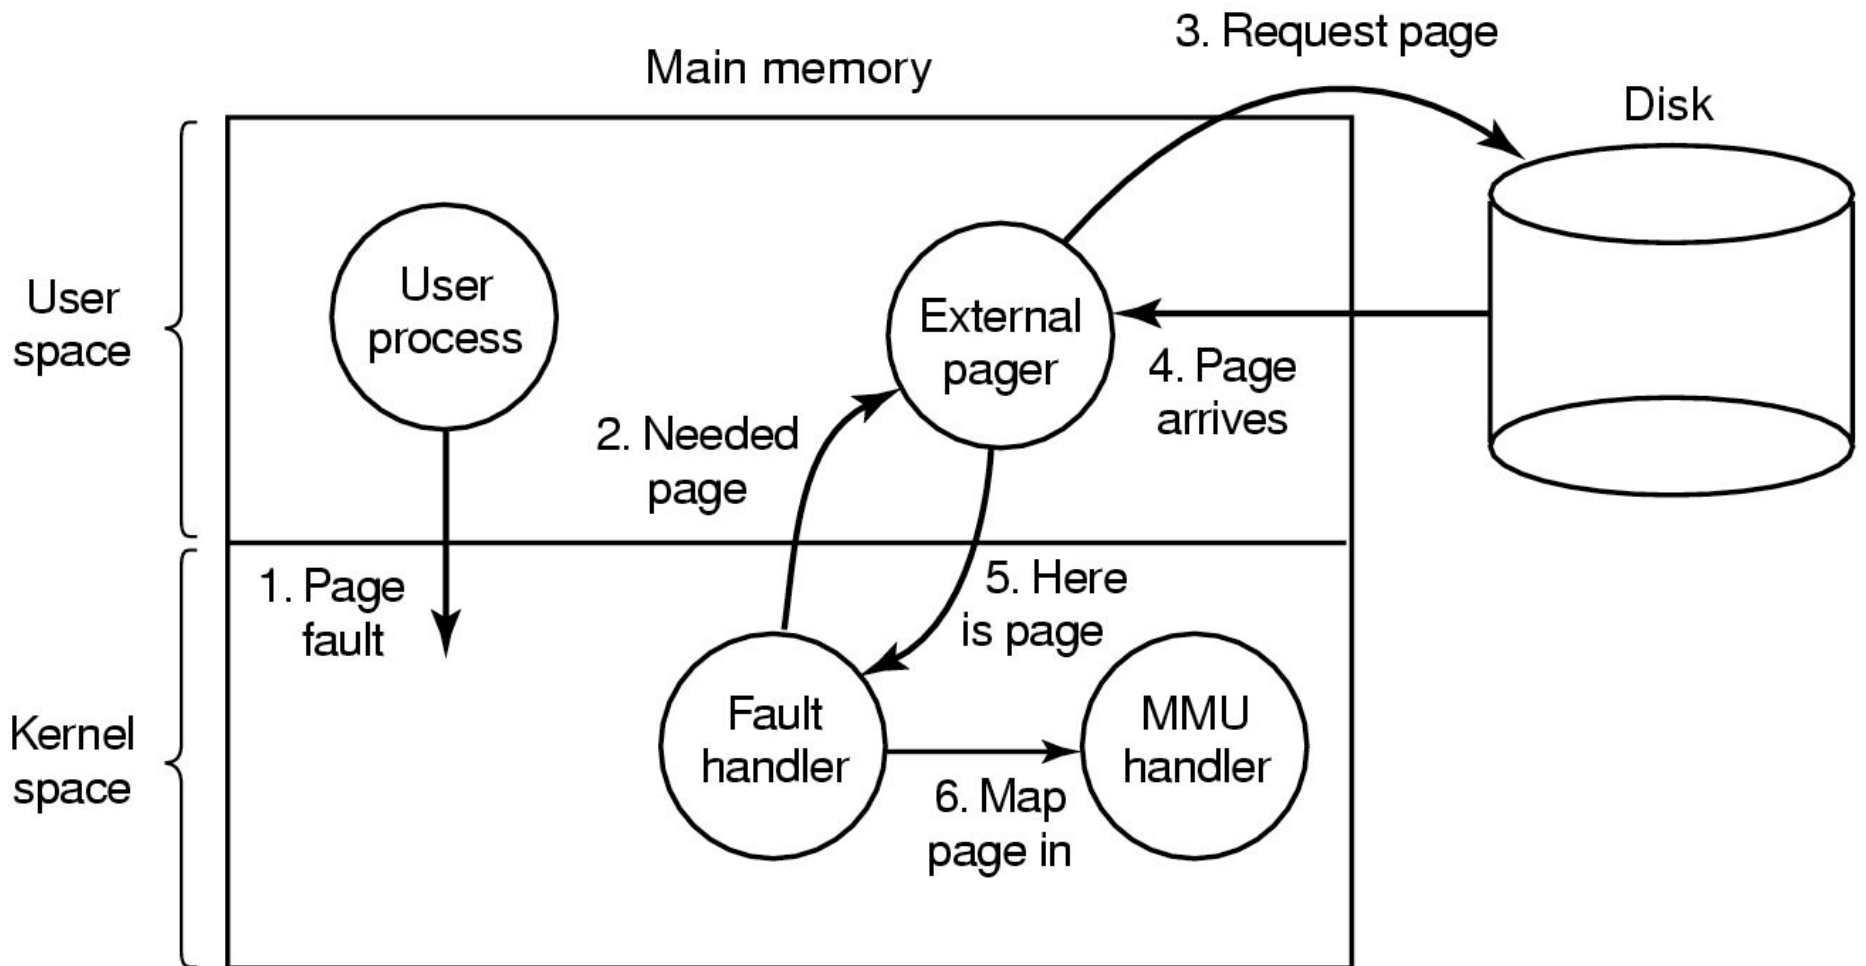 3. Request page
Main memory
Disk
User
process
External
pager
User
space
4. Page
arrives
2. Needed
page
1. Page
fault
5. Here
is page
Fault
handler
MMU
handler
Kernel
space
6. Map
page in